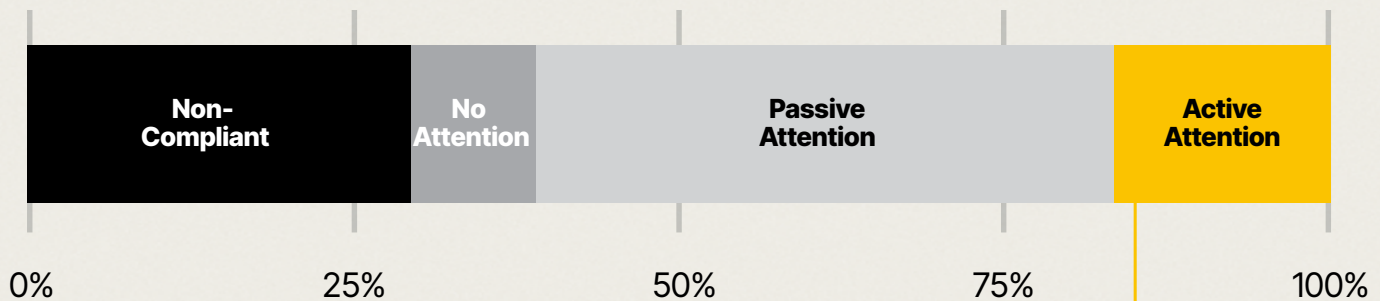 Non-
Compliant
No
Attention
Passive
Attention
Active
Attention
0%
25%
50%
75%
100%